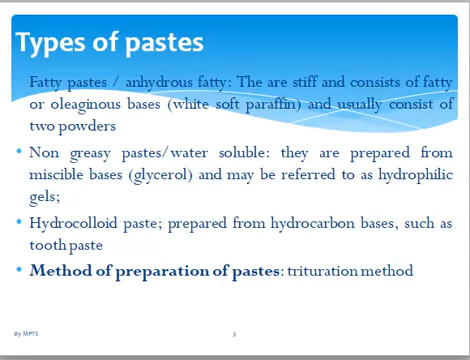 Types of pastes
Fatty pastes / anhydrous fatty: The are stiff and consists of fatty
or oleaginous bases (white soft paraffin) and usually consist of
two powders
• Non greasy pastes/water soluble: they are prepared from
miscible bases (glycerol) and may be referred to as hydrophilic
gels;
• Hydrocolloid paste; prepared from hydrocarbon bases, such as
tooth paste
• Method of preparation of pastes: trituration method
By MPTS
3